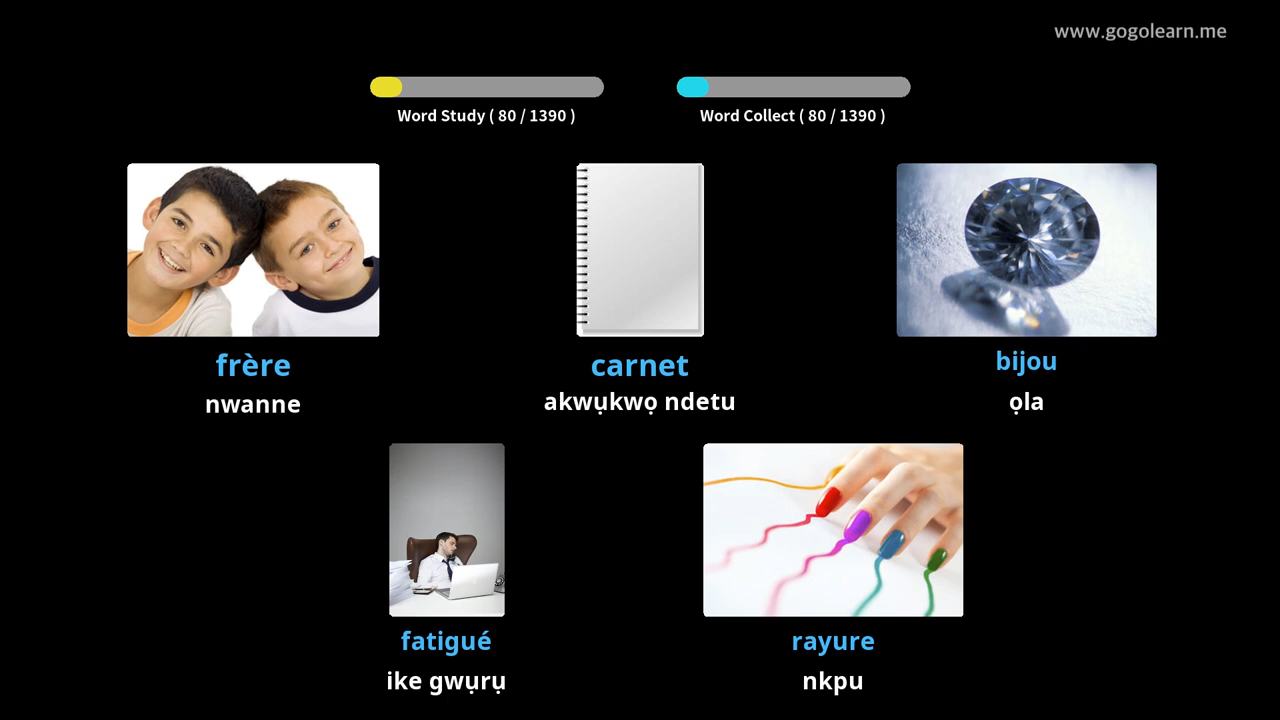 www.gogolearn.me
Word Study ( 80 / 1390 )
Word Collect ( 80 / 1390 )
frère
nwanne
carnet
akwụkwọ ndetu
bijou
ọla
fatigué
ike gwụrụ
rayure
nkpu